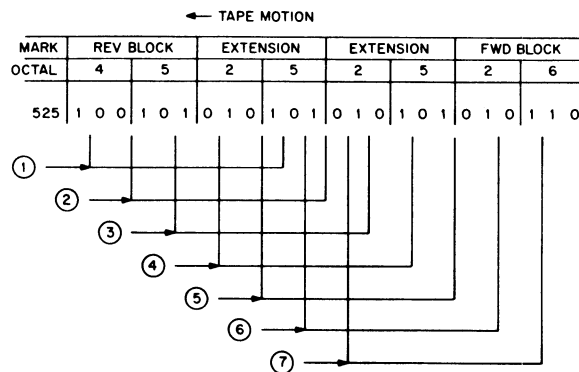 ← TAPE MOTION
MARK REV BLOCK EXTENSION EXTENSION FWD BLOCK
OCTAL 4 5 2 5 2 5 2 6
525 1 0 0 1 0 1 0 1 0 1 0 1 0 1 0 1 0 1 0 1 0 1 1 0
1
2
3
4
5
6
7